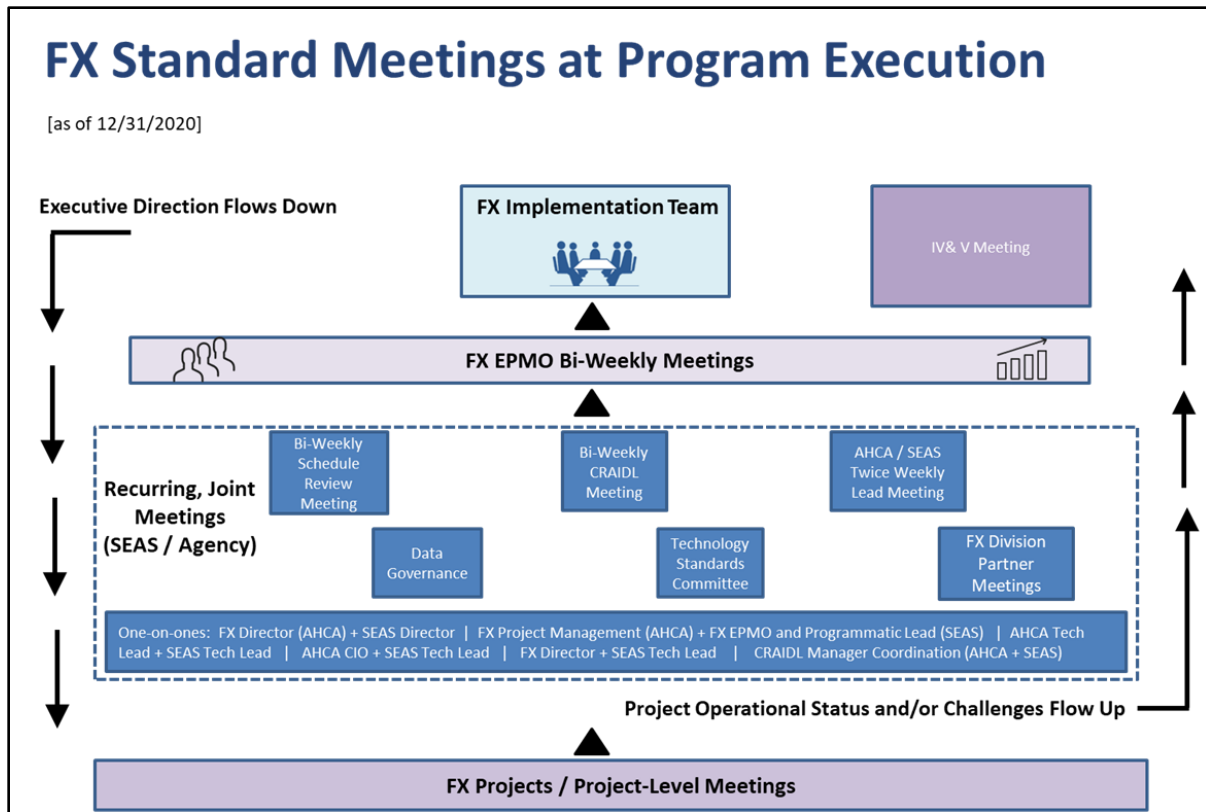 FX Standard Meetings at Program Execution
[as of 12/31/2020]
Executive Direction Flows Down
FX Implementation Team
IV& V Meeting
FX EPMO Bi-Weekly Meetings
Recurring, Joint
Meetings
(SEAS / Agency)
Bi-Weekly
Schedule
Review
Meeting
Bi-Weekly
CRAIDL
Meeting
AHCA / SEAS
Twice Weekly
Lead Meeting
Data
Governance
Technology
Standards
Committee
FX Division
Partner
Meetings
One-on-ones: FX Director (AHCA) + SEAS Director | FX Project Management (AHCA) + FX EPMO and Programmatic Lead (SEAS) | AHCA Tech
Lead + SEAS Tech Lead | AHCA CIO + SEAS Tech Lead | FX Director + SEAS Tech Lead | CRAIDL Manager Coordination (AHCA + SEAS)
Project Operational Status and/or Challenges Flow Up
FX Projects / Project-Level Meetings